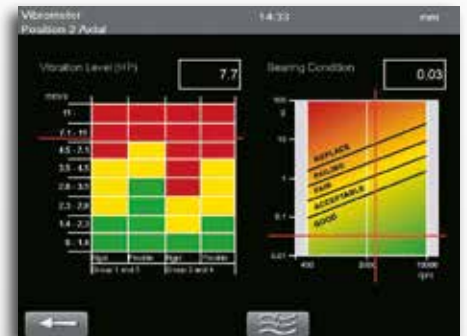 Vibrometer 14:33 mm
Position 2 Axial
Vibration Level (HP) 7.7
Bearing Condition 0.03
mm/s
11 -
7.1 - 11
4.5 - 7.1
3.5 - 4.5
2.8 - 3.5
2.3 - 2.8
1.4 - 2.3
0 - 1.4
Rigid Flexible Rigid Flexible
Group 1 and 3 Group 2 and 4
g
10
1
0.1
0.01
REPLACE
FAILING
FAIR
ACCEPTABLE
GOOD
400 2000 10000
rpm